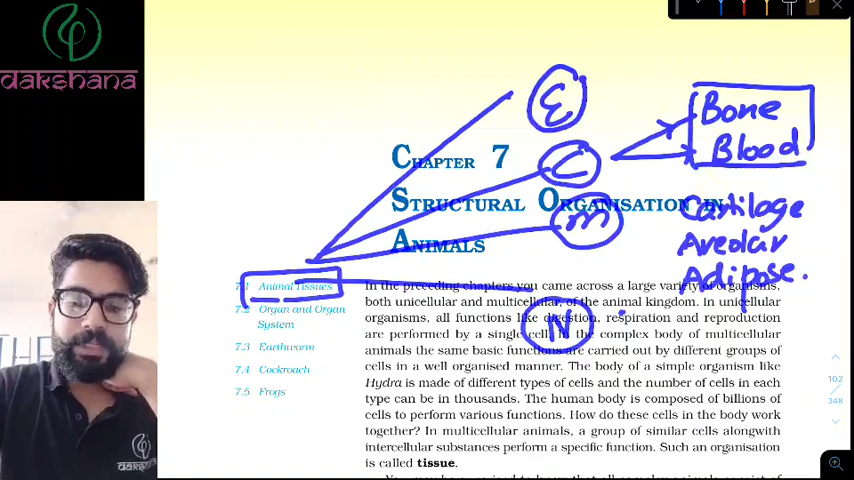 dakshana
E
Bone
Blood
CHAPTER 7
C
STRUCTURAL ORGANISATION IN
ANIMALS
m
Cartilage
Areolar
Adipose.
7.1 Animal Tissues
7.2 Organ and Organ
System
7.3 Earthworm
7.4 Cockroach
7.5 Frogs
In the preceding chapters you came across a large variety of organisms,
both unicellular and multicellular, of the animal kingdom. In unicellular
organisms, all functions like digestion, respiration and reproduction
are performed by a single cell. In the complex body of multicellular
animals the same basic functions are carried out by different groups of
cells in a well organised manner. The body of a simple organism like
Hydra is made of different types of cells and the number of cells in each
type can be in thousands. The human body is composed of billions of
cells to perform various functions. How do these cells in the body work
together? In multicellular animals, a group of similar cells alongwith
intercellular substances perform a specific function. Such an organisation
is called tissue.
N
102
348
dakshana